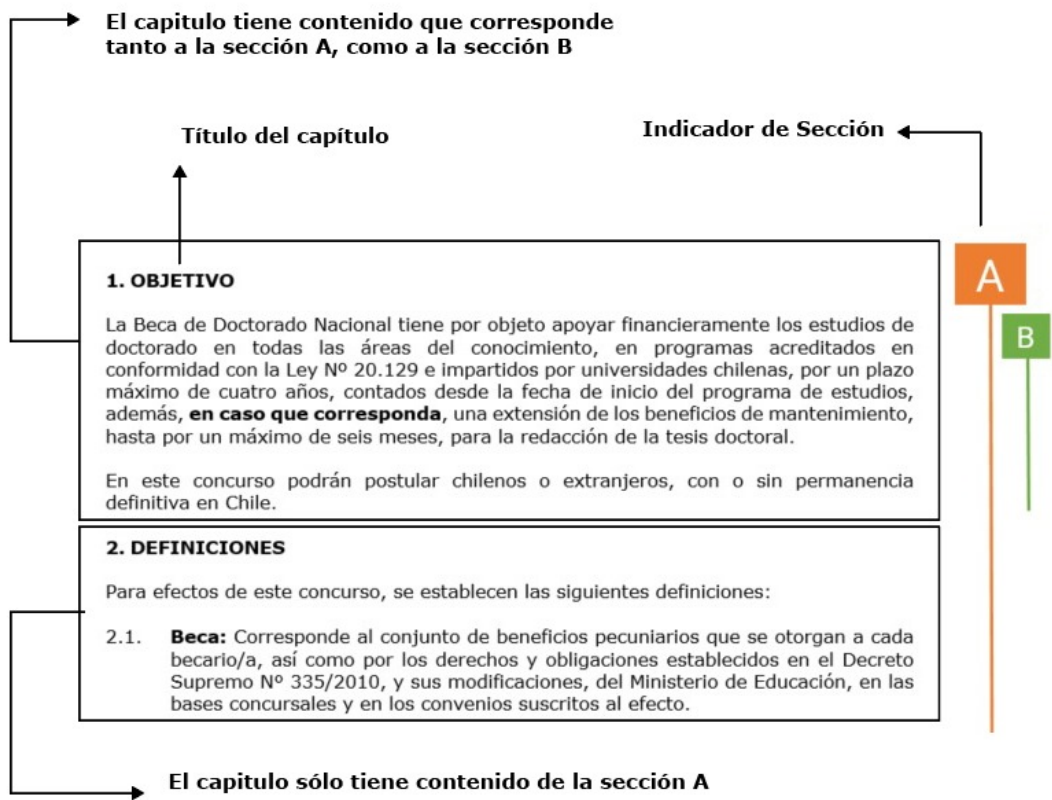 El capitulo tiene contenido que corresponde
tanto a la sección A, como a la sección B
Título del capítulo
Indicador de Sección
1. OBJETIVO
La Beca de Doctorado Nacional tiene por objeto apoyar financieramente los estudios de
doctorado en todas las áreas del conocimiento, en programas acreditados en
conformidad con la Ley Nº 20.129 e impartidos por universidades chilenas, por un plazo
máximo de cuatro años, contados desde la fecha de inicio del programa de estudios,
además, en caso que corresponda, una extensión de los beneficios de mantenimiento,
hasta por un máximo de seis meses, para la redacción de la tesis doctoral.
En este concurso podrán postular chilenos o extranjeros, con o sin permanencia
definitiva en Chile.
A
B
2. DEFINICIONES
Para efectos de este concurso, se establecen las siguientes definiciones:
2.1. Beca: Corresponde al conjunto de beneficios pecuniarios que se otorgan a cada
becario/a, así como por los derechos y obligaciones establecidos en el Decreto
Supremo Nº 335/2010, y sus modificaciones, del Ministerio de Educación, en las
bases concursales y en los convenios suscritos al efecto.
El capitulo sólo tiene contenido de la sección A